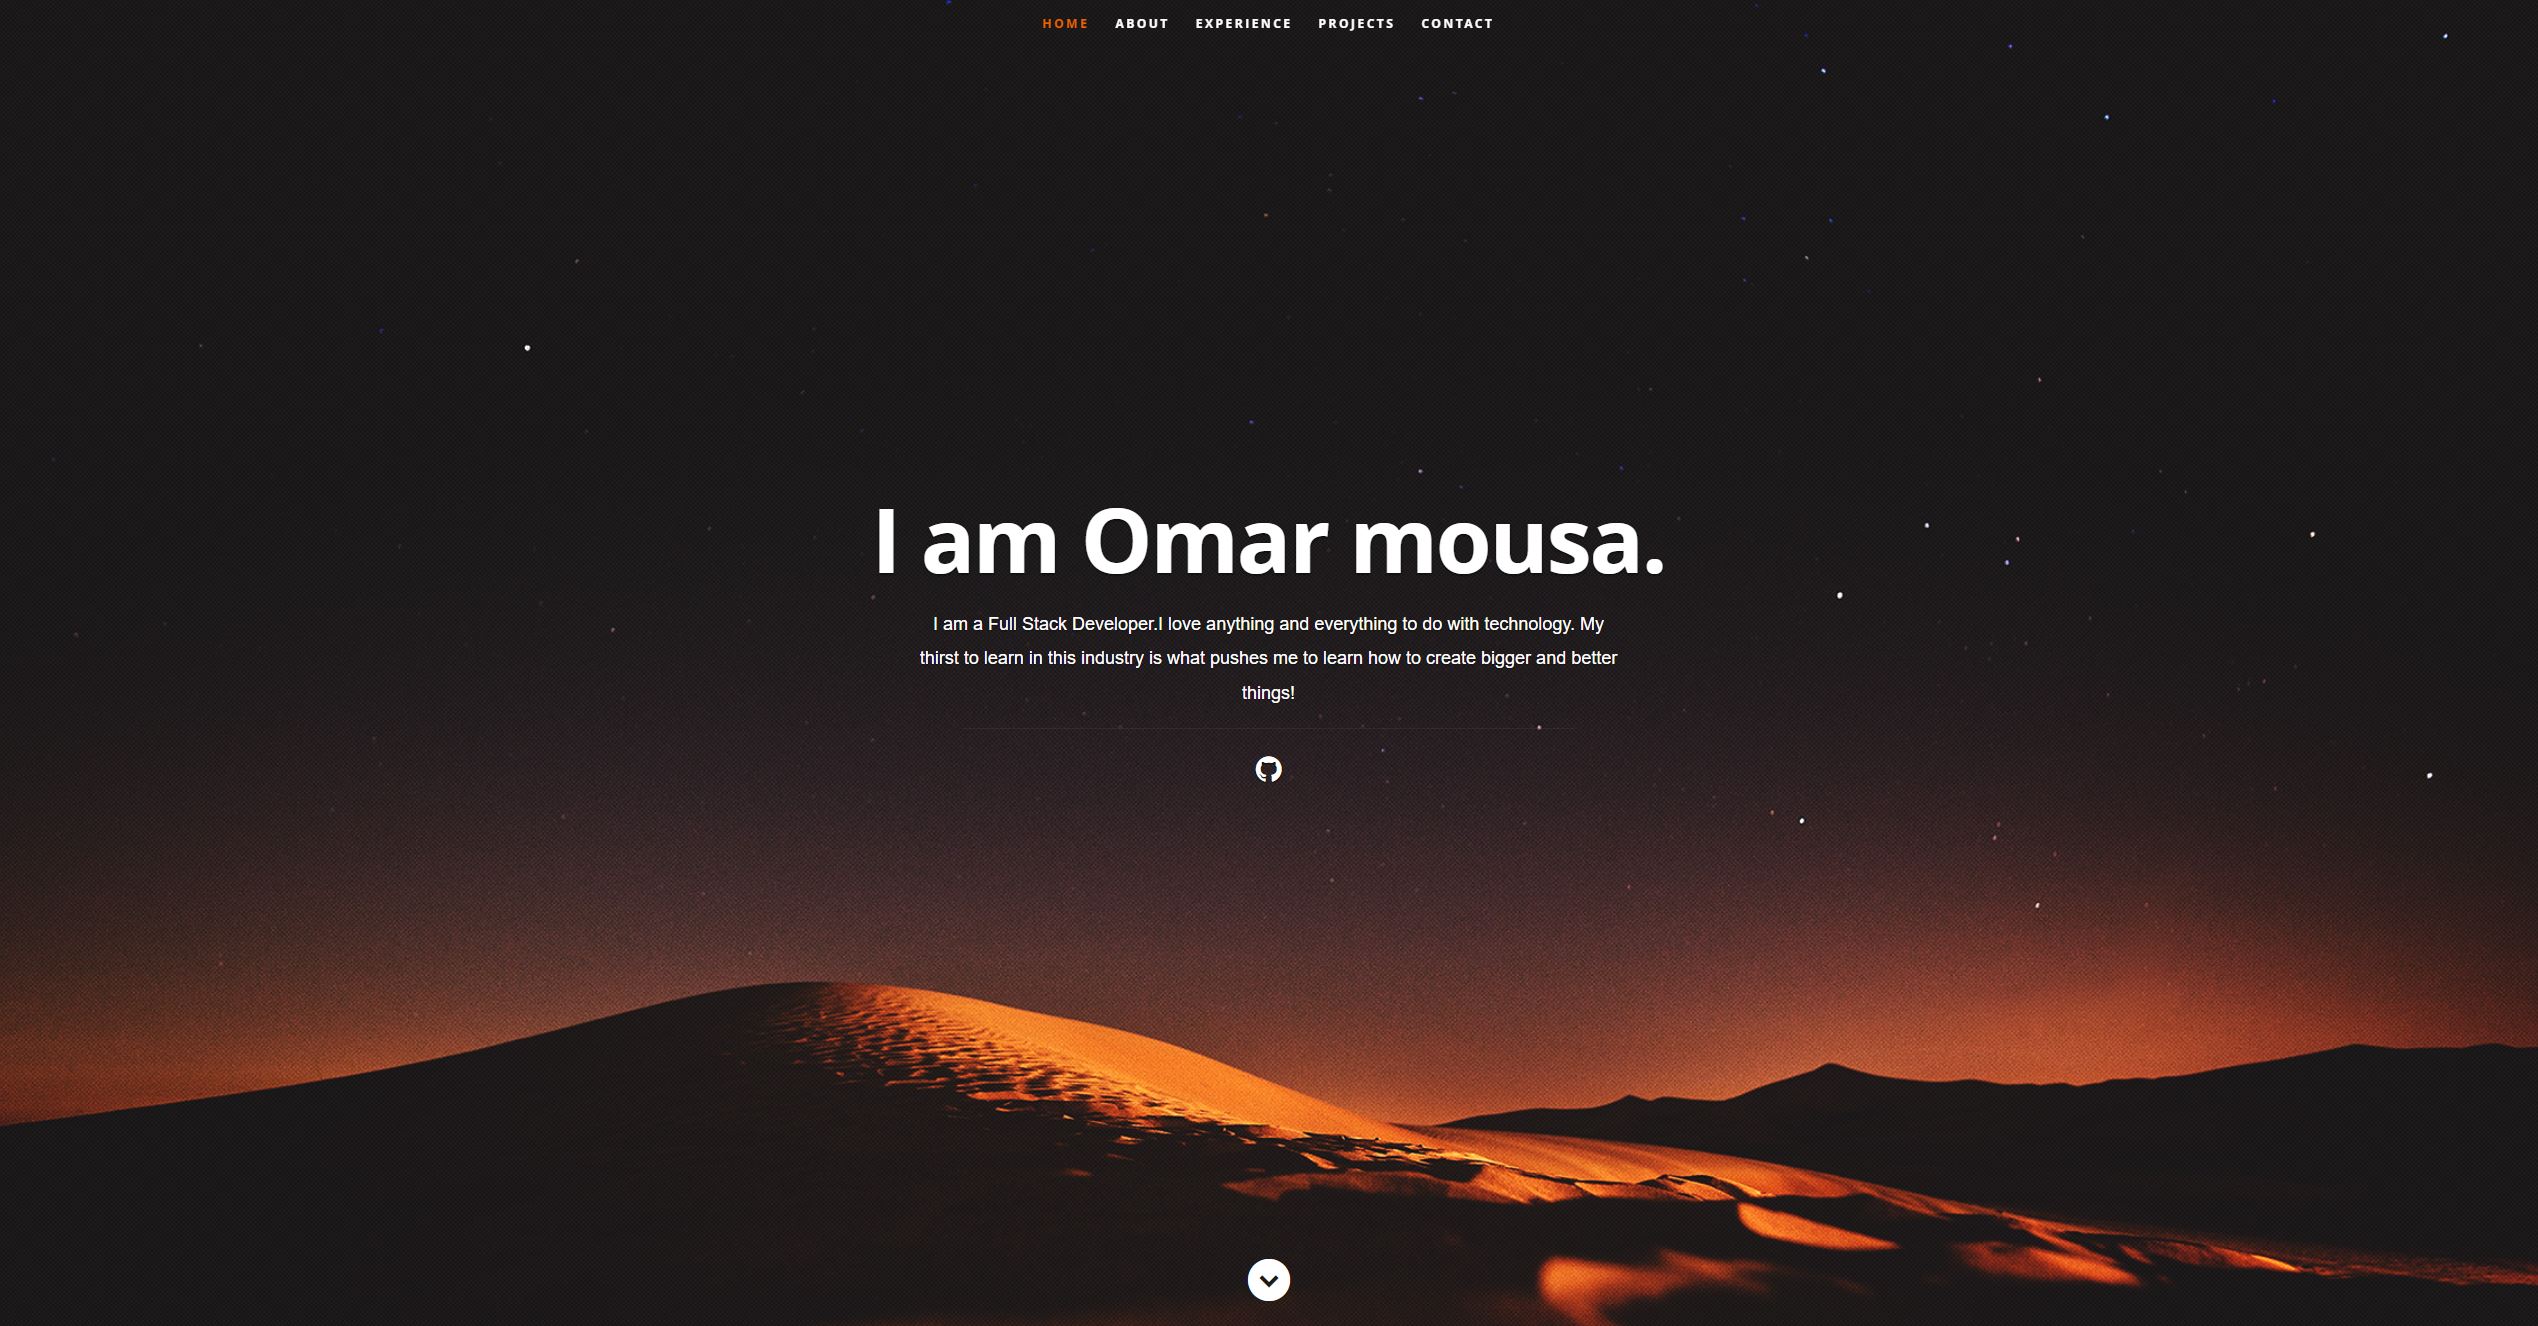 HOME ABOUT EXPERIENCE PROJECTS CONTACT
I am Omar mousa.
I am a Full Stack Developer.I love anything and everything to do with technology. My
thirst to learn in this industry is what pushes me to learn how to create bigger and better
things!